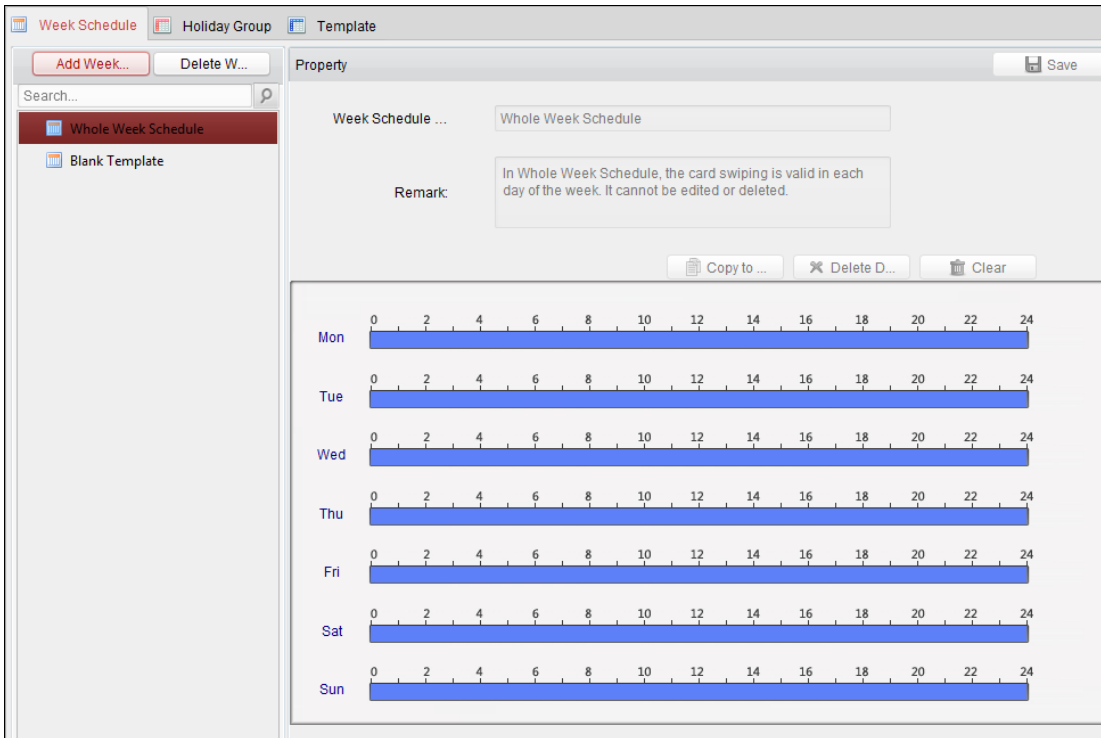 Week Schedule Holiday Group Template
Add Week... Delete W... Property Save
Search...
Whole Week Schedule
Blank Template
Week Schedule ... Whole Week Schedule
Remark: In Whole Week Schedule, the card swiping is valid in each
day of the week. It cannot be edited or deleted.
Copy to ... Delete D... Clear
0 2 4 6 8 10 12 14 16 18 20 22 24
Mon
0 2 4 6 8 10 12 14 16 18 20 22 24
Tue
0 2 4 6 8 10 12 14 16 18 20 22 24
Wed
0 2 4 6 8 10 12 14 16 18 20 22 24
Thu
0 2 4 6 8 10 12 14 16 18 20 22 24
Fri
0 2 4 6 8 10 12 14 16 18 20 22 24
Sat
0 2 4 6 8 10 12 14 16 18 20 22 24
Sun